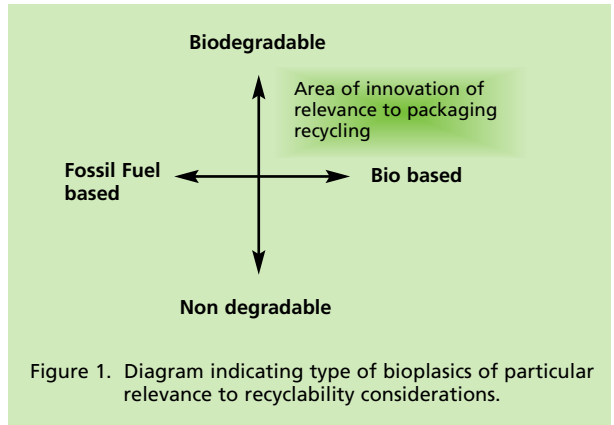 Biodegradable
Area of innovation of
relevance to packaging
recycling
Fossil Fuel
based
Bio based
Non degradable
Figure 1. Diagram indicating type of bioplasics of particular
relevance to recyclability considerations.